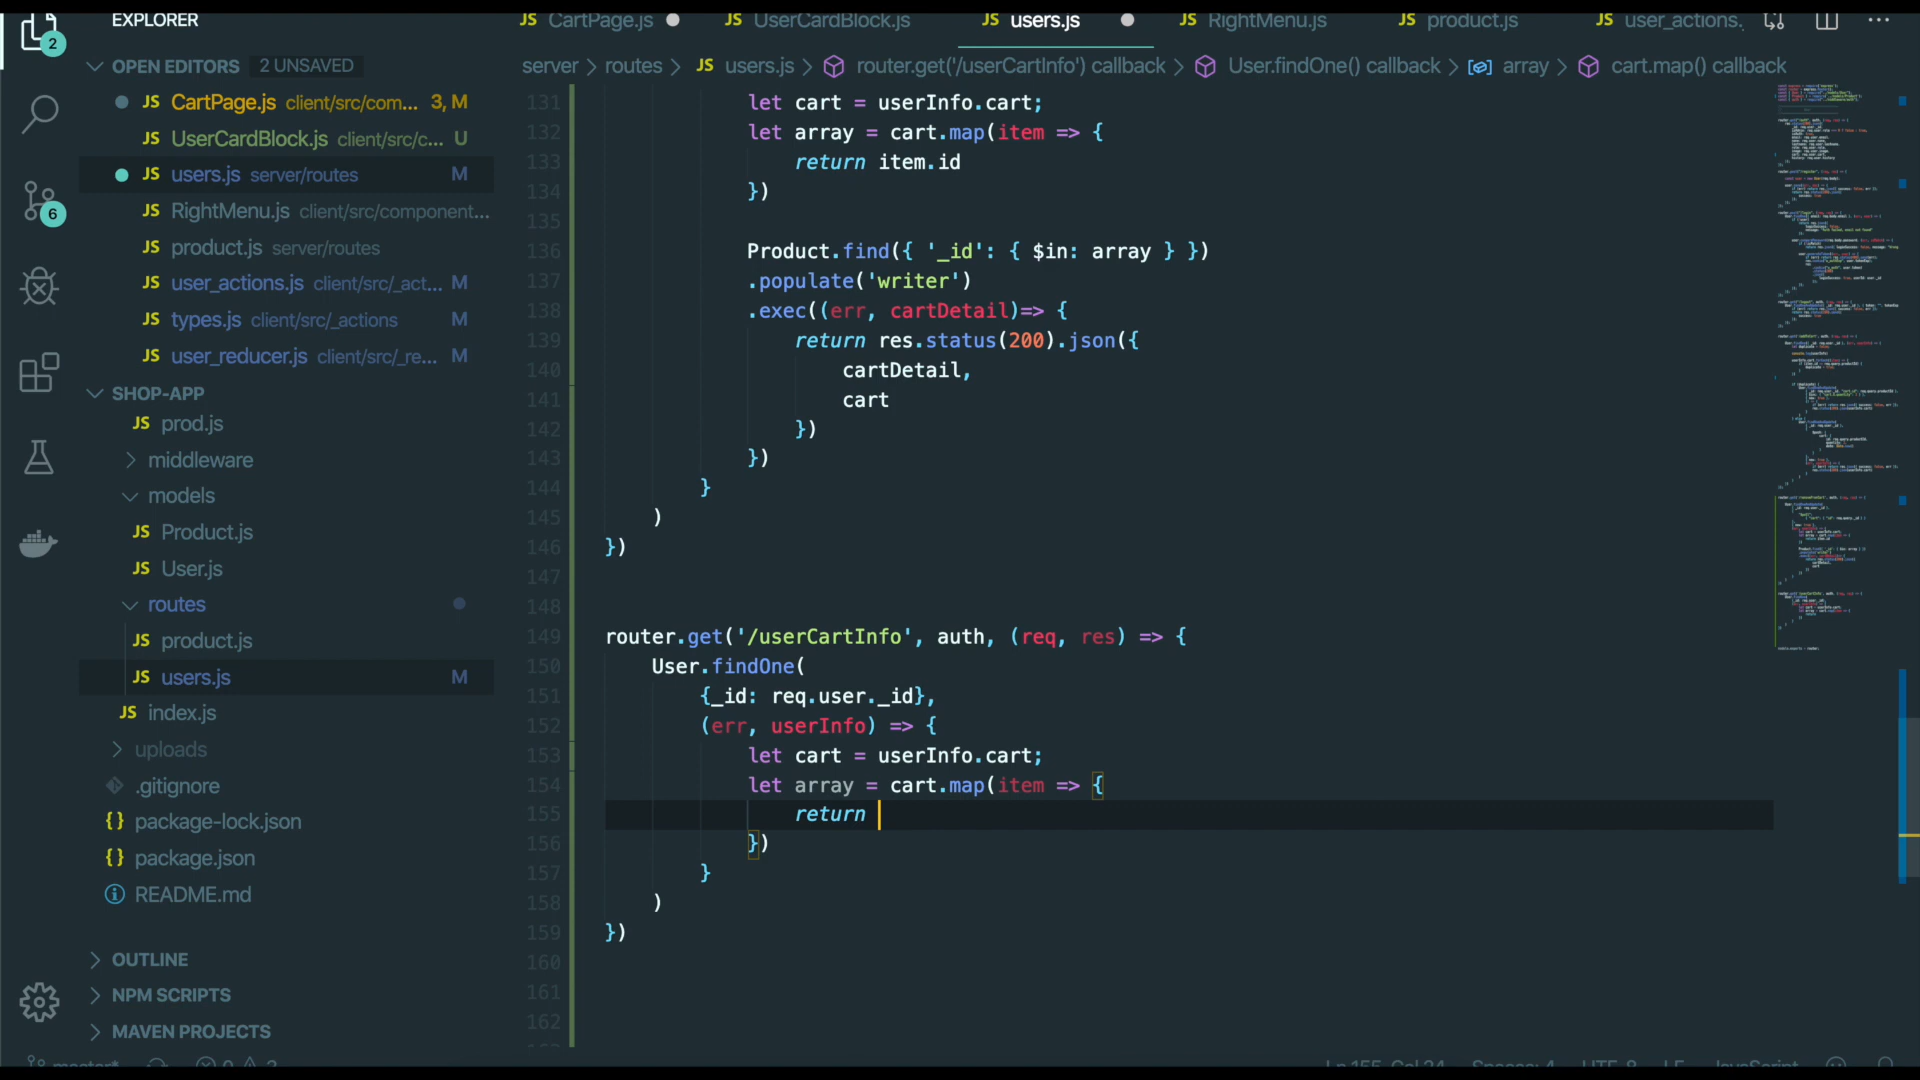 EXPLORER
JS CartPage.js
JS UserCardBlock.js
JS users.js
JS RightMenu.js
JS product.js
JS user_actions.
2
OPEN EDITORS 2 UNSAVED
JS CartPage.js client/src/com... 3, M
JS UserCardBlock.js client/src/c... U
JS users.js server/routes M
JS RightMenu.js client/src/component...
JS product.js server/routes
JS user_actions.js client/src/_act... M
JS types.js client/src/_actions M
JS user_reducer.js client/src/_re... M
6
SHOP-APP
JS prod.js
middleware
models
JS Product.js
JS User.js
routes
JS product.js
JS users.js M
JS index.js
uploads
.gitignore
{} package-lock.json
{} package.json
README.md
OUTLINE
NPM SCRIPTS
MAVEN PROJECTS
server > routes > JS users.js > router.get('/userCartInfo') callback > User.findOne() callback > array > cart.map() callback
131 let cart = userInfo.cart;
132 let array = cart.map(item => {
133 return item.id
134 })
135
136 Product.find({ '_id': { $in: array } })
137 .populate('writer')
138 .exec((err, cartDetail)=> {
139 return res.status(200).json({
140 cartDetail,
141 cart
142 })
143 })
144 }
145 )
146 })
147
148
149 router.get('/userCartInfo', auth, (req, res) => {
150 User.findOne(
151 {_id: req.user._id},
152 (err, userInfo) => {
153 let cart = userInfo.cart;
154 let array = cart.map(item => {
155 return
156 })
157 }
158 )
159 })
160
161
162